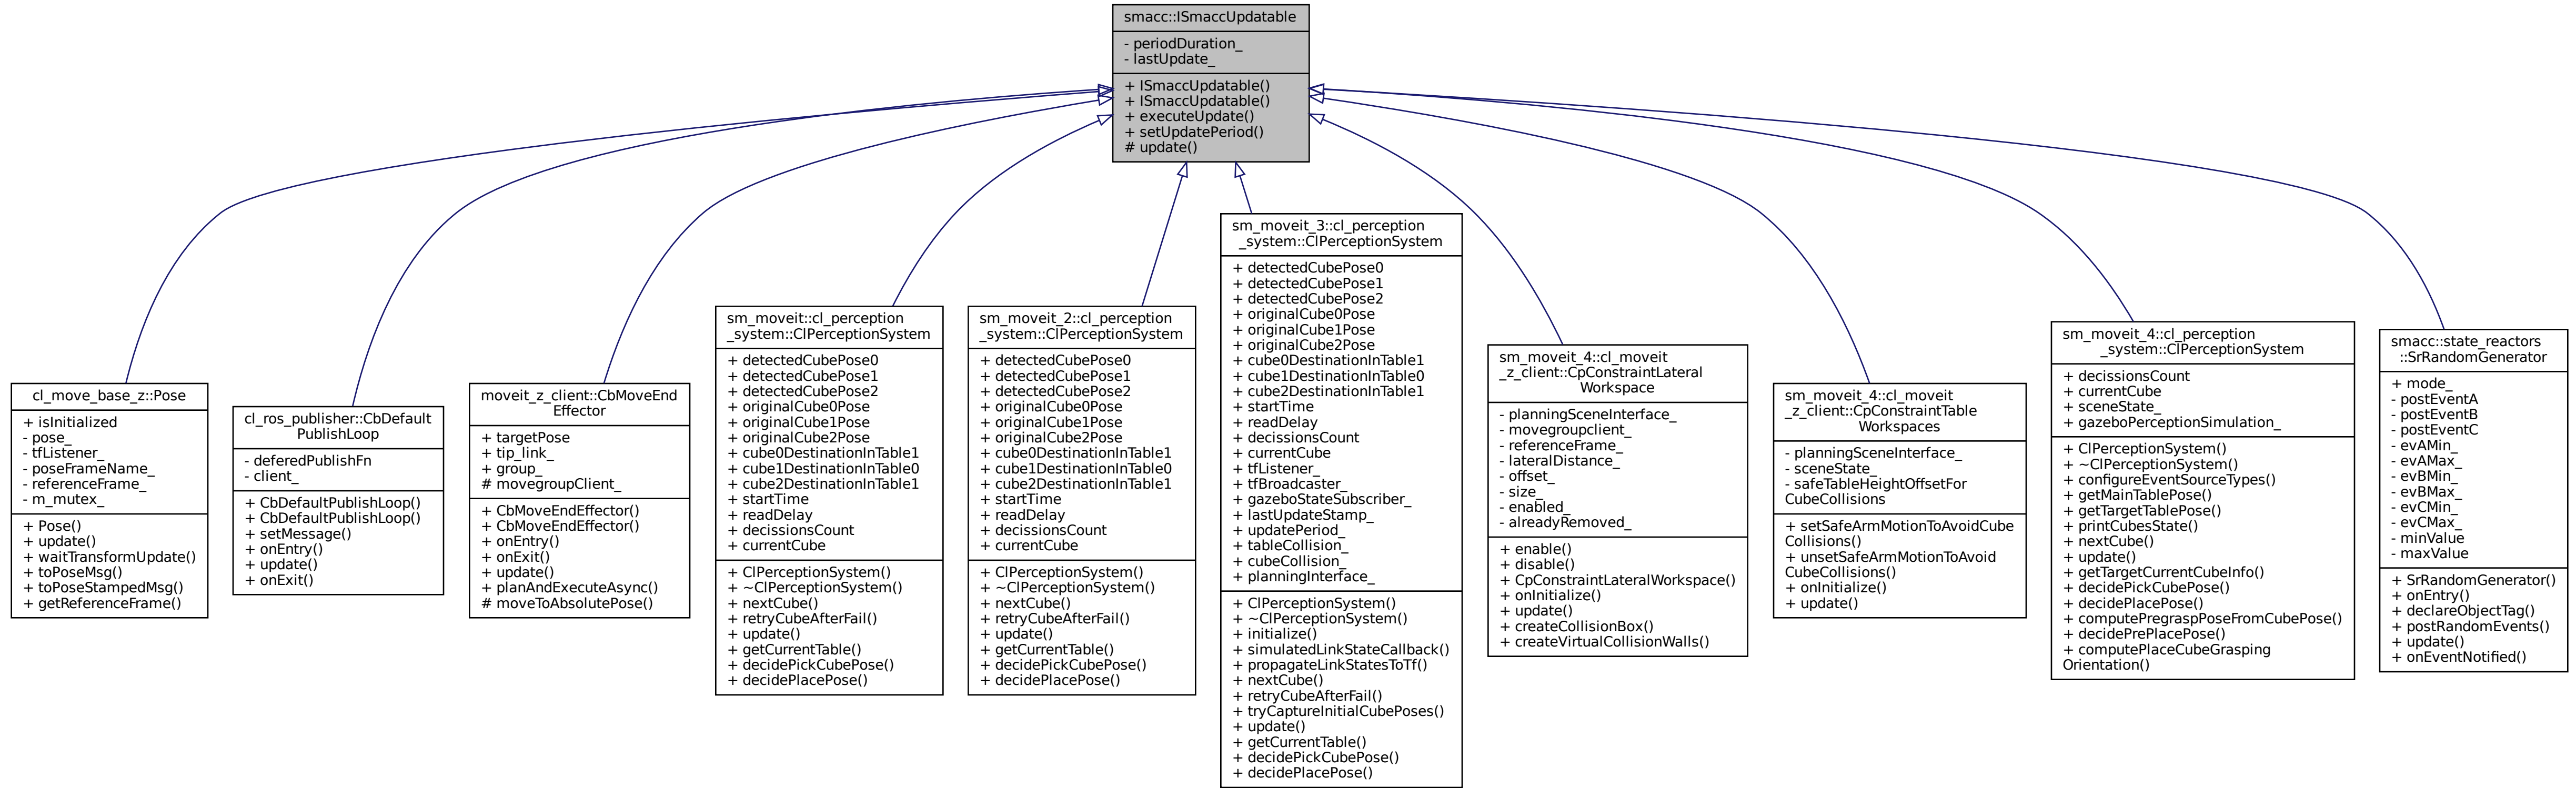 smacc::ISmaccUpdatable
- periodDuration_
- lastUpdate_
+ ISmaccUpdatable()
+ ISmaccUpdatable()
+ executeUpdate()
+ setUpdatePeriod()
# update()
cl_move_base_z::Pose
+ isInitialized
- pose_
- tfListener_
- poseFrameName_
- referenceFrame_
- m_mutex_
+ Pose()
+ update()
+ waitTransformUpdate()
+ toPoseMsg()
+ toPoseStampedMsg()
+ getReferenceFrame()
cl_ros_publisher::CbDefault
PublishLoop
- deferedPublishFn
- client_
+ CbDefaultPublishLoop()
+ CbDefaultPublishLoop()
+ setMessage()
+ onEntry()
+ update()
+ onExit()
moveit_z_client::CbMoveEnd
Effector
+ targetPose
+ tip_link_
+ group_
# movegroupClient_
+ CbMoveEndEffector()
+ CbMoveEndEffector()
+ onEntry()
+ onExit()
+ update()
+ planAndExecuteAsync()
# moveToAbsolutePose()
sm_moveit::cl_perception
_system::ClPerceptionSystem
+ detectedCubePose0
+ detectedCubePose1
+ detectedCubePose2
+ originalCube0Pose
+ originalCube1Pose
+ originalCube2Pose
+ cube0DestinationInTable1
+ cube1DestinationInTable0
+ cube2DestinationInTable1
+ startTime
+ readDelay
+ decissionsCount
+ currentCube
+ ClPerceptionSystem()
+ ~ClPerceptionSystem()
+ nextCube()
+ retryCubeAfterFail()
+ update()
+ getCurrentTable()
+ decidePickCubePose()
+ decidePlacePose()
sm_moveit_2::cl_perception
_system::ClPerceptionSystem
+ detectedCubePose0
+ detectedCubePose1
+ detectedCubePose2
+ originalCube0Pose
+ originalCube1Pose
+ originalCube2Pose
+ cube0DestinationInTable1
+ cube1DestinationInTable0
+ cube2DestinationInTable1
+ startTime
+ readDelay
+ decissionsCount
+ currentCube
+ ClPerceptionSystem()
+ ~ClPerceptionSystem()
+ nextCube()
+ retryCubeAfterFail()
+ update()
+ getCurrentTable()
+ decidePickCubePose()
+ decidePlacePose()
sm_moveit_3::cl_perception
_system::ClPerceptionSystem
+ detectedCubePose0
+ detectedCubePose1
+ detectedCubePose2
+ originalCube0Pose
+ originalCube1Pose
+ originalCube2Pose
+ cube0DestinationInTable1
+ cube1DestinationInTable0
+ cube2DestinationInTable1
+ startTime
+ readDelay
+ decissionsCount
+ currentCube
+ tfListener_
+ tfBroadcaster_
+ gazeboStateSubscriber_
+ lastUpdateStamp_
+ updatePeriod_
+ tableCollision_
+ cubeCollision_
+ planningInterface_
+ ClPerceptionSystem()
+ ~ClPerceptionSystem()
+ initialize()
+ simulatedLinkStateCallback()
+ propagateLinkStatesToTf()
+ nextCube()
+ retryCubeAfterFail()
+ tryCaptureInitialCubePoses()
+ update()
+ getCurrentTable()
+ decidePickCubePose()
+ decidePlacePose()
sm_moveit_4::cl_moveit
_z_client::CpConstraintLateral
Workspace
- planningSceneInterface_
- movegroupclient_
- referenceFrame_
- lateralDistance_
- offset_
- size_
- enabled_
- alreadyRemoved_
+ enable()
+ disable()
+ CpConstraintLateralWorkspace()
+ onInitialize()
+ update()
+ createCollisionBox()
+ createVirtualCollisionWalls()
sm_moveit_4::cl_moveit
_z_client::CpConstraintTable
Workspaces
- planningSceneInterface_
- sceneState_
- safeTableHeightOffsetFor
CubeCollisions
+ setSafeArmMotionToAvoidCube
Collisions()
+ unsetSafeArmMotionToAvoid
CubeCollisions()
+ onInitialize()
+ update()
sm_moveit_4::cl_perception
_system::ClPerceptionSystem
+ decissionsCount
+ currentCube
+ sceneState_
+ gazeboPerceptionSimulation_
+ ClPerceptionSystem()
+ ~ClPerceptionSystem()
+ configureEventSourceTypes()
+ getMainTablePose()
+ getTargetTablePose()
+ printCubesState()
+ nextCube()
+ update()
+ getTargetCurrentCubeInfo()
+ decidePickCubePose()
+ decidePlacePose()
+ computePregraspPoseFromCubePose()
+ decidePrePlacePose()
+ computePlaceCubeGrasping
Orientation()
smacc::state_reactors
::SrRandomGenerator
+ mode_
- postEventA
- postEventB
- postEventC
- evAMin_
- evAMax_
- evBMin_
- evBMax_
- evCMin_
- evCMax_
- minValue
- maxValue
+ SrRandomGenerator()
+ onEntry()
+ declareObjectTag()
+ postRandomEvents()
+ update()
+ onEventNotified()